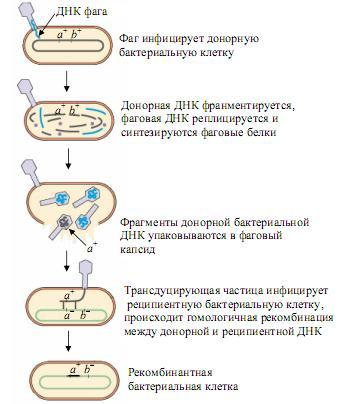 ДНК фага
a⁺ b⁺
Фаг инфицирует донорную
бактериальную клетку
a⁺ b⁺
Донорная ДНК франментируется,
фаговая ДНК реплицируется и
синтезируются фаговые белки
Фрагменты донорной бактериальной
ДНК упаковываются в фаговый
капсид
a⁺
Трансдуцирующая частица инфицирует
реципиентную бактериальную клетку,
происходит гомологичная рекомбинация
между донорной и реципиентной ДНК
a⁺
a⁻ b⁻
Рекомбинантная
бактериальная клетка
a⁺ b⁻